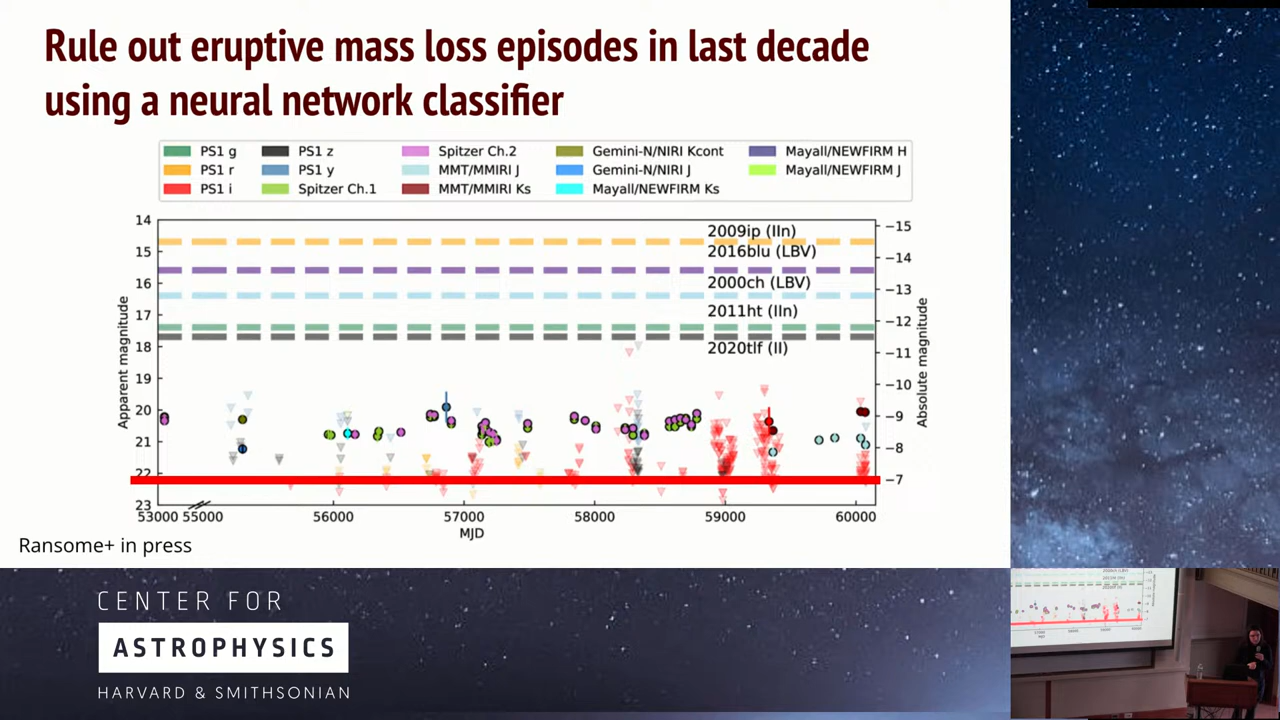 Rule out eruptive mass loss episodes in last decade
using a neural network classifier
PS1 g
PS1 r
PS1 i
PS1 z
PS1 y
Spitzer Ch.1
Spitzer Ch.2
MMT/MMIRI J
MMT/MMIRI Ks
Gemini-N/NIRI Kcont
Gemini-N/NIRI J
Mayall/NEWFIRM Ks
Mayall/NEWFIRM H
Mayall/NEWFIRM J
14
15
16
17
18
19
20
21
22
23
Apparent magnitude
2009ip (IIn)
2016blu (LBV)
2000ch (LBV)
2011ht (IIn)
2020tlf (II)
−15
−14
−13
−12
−11
−10
−9
−8
−7
Absolute magnitude
53000 55000 56000 57000 58000 59000 60000
MJD
Ransome+ in press
CENTER FOR
ASTROPHYSICS
HARVARD & SMITHSONIAN